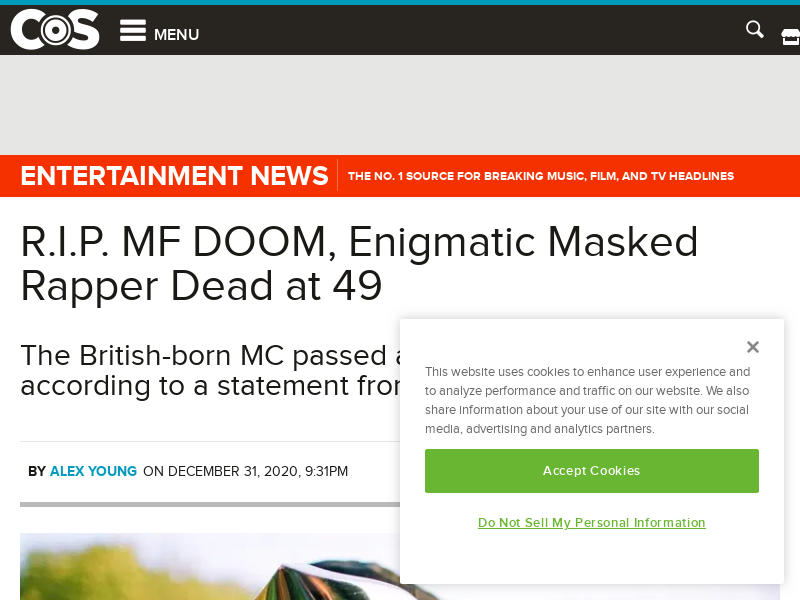 COS
MENU
ENTERTAINMENT NEWS
THE NO. 1 SOURCE FOR BREAKING MUSIC, FILM, AND TV HEADLINES
R.I.P. MF DOOM, Enigmatic Masked
Rapper Dead at 49
The British-born MC passed
according to a statement
BY ALEX YOUNG ON DECEMBER 31, 2020, 9:31PM
This website uses cookies to enhance user experience and
to analyze performance and traffic on our website. We also
share information about your use of our site with our social
media, advertising and analytics partners.
Accept Cookies
Do Not Sell My Personal Information